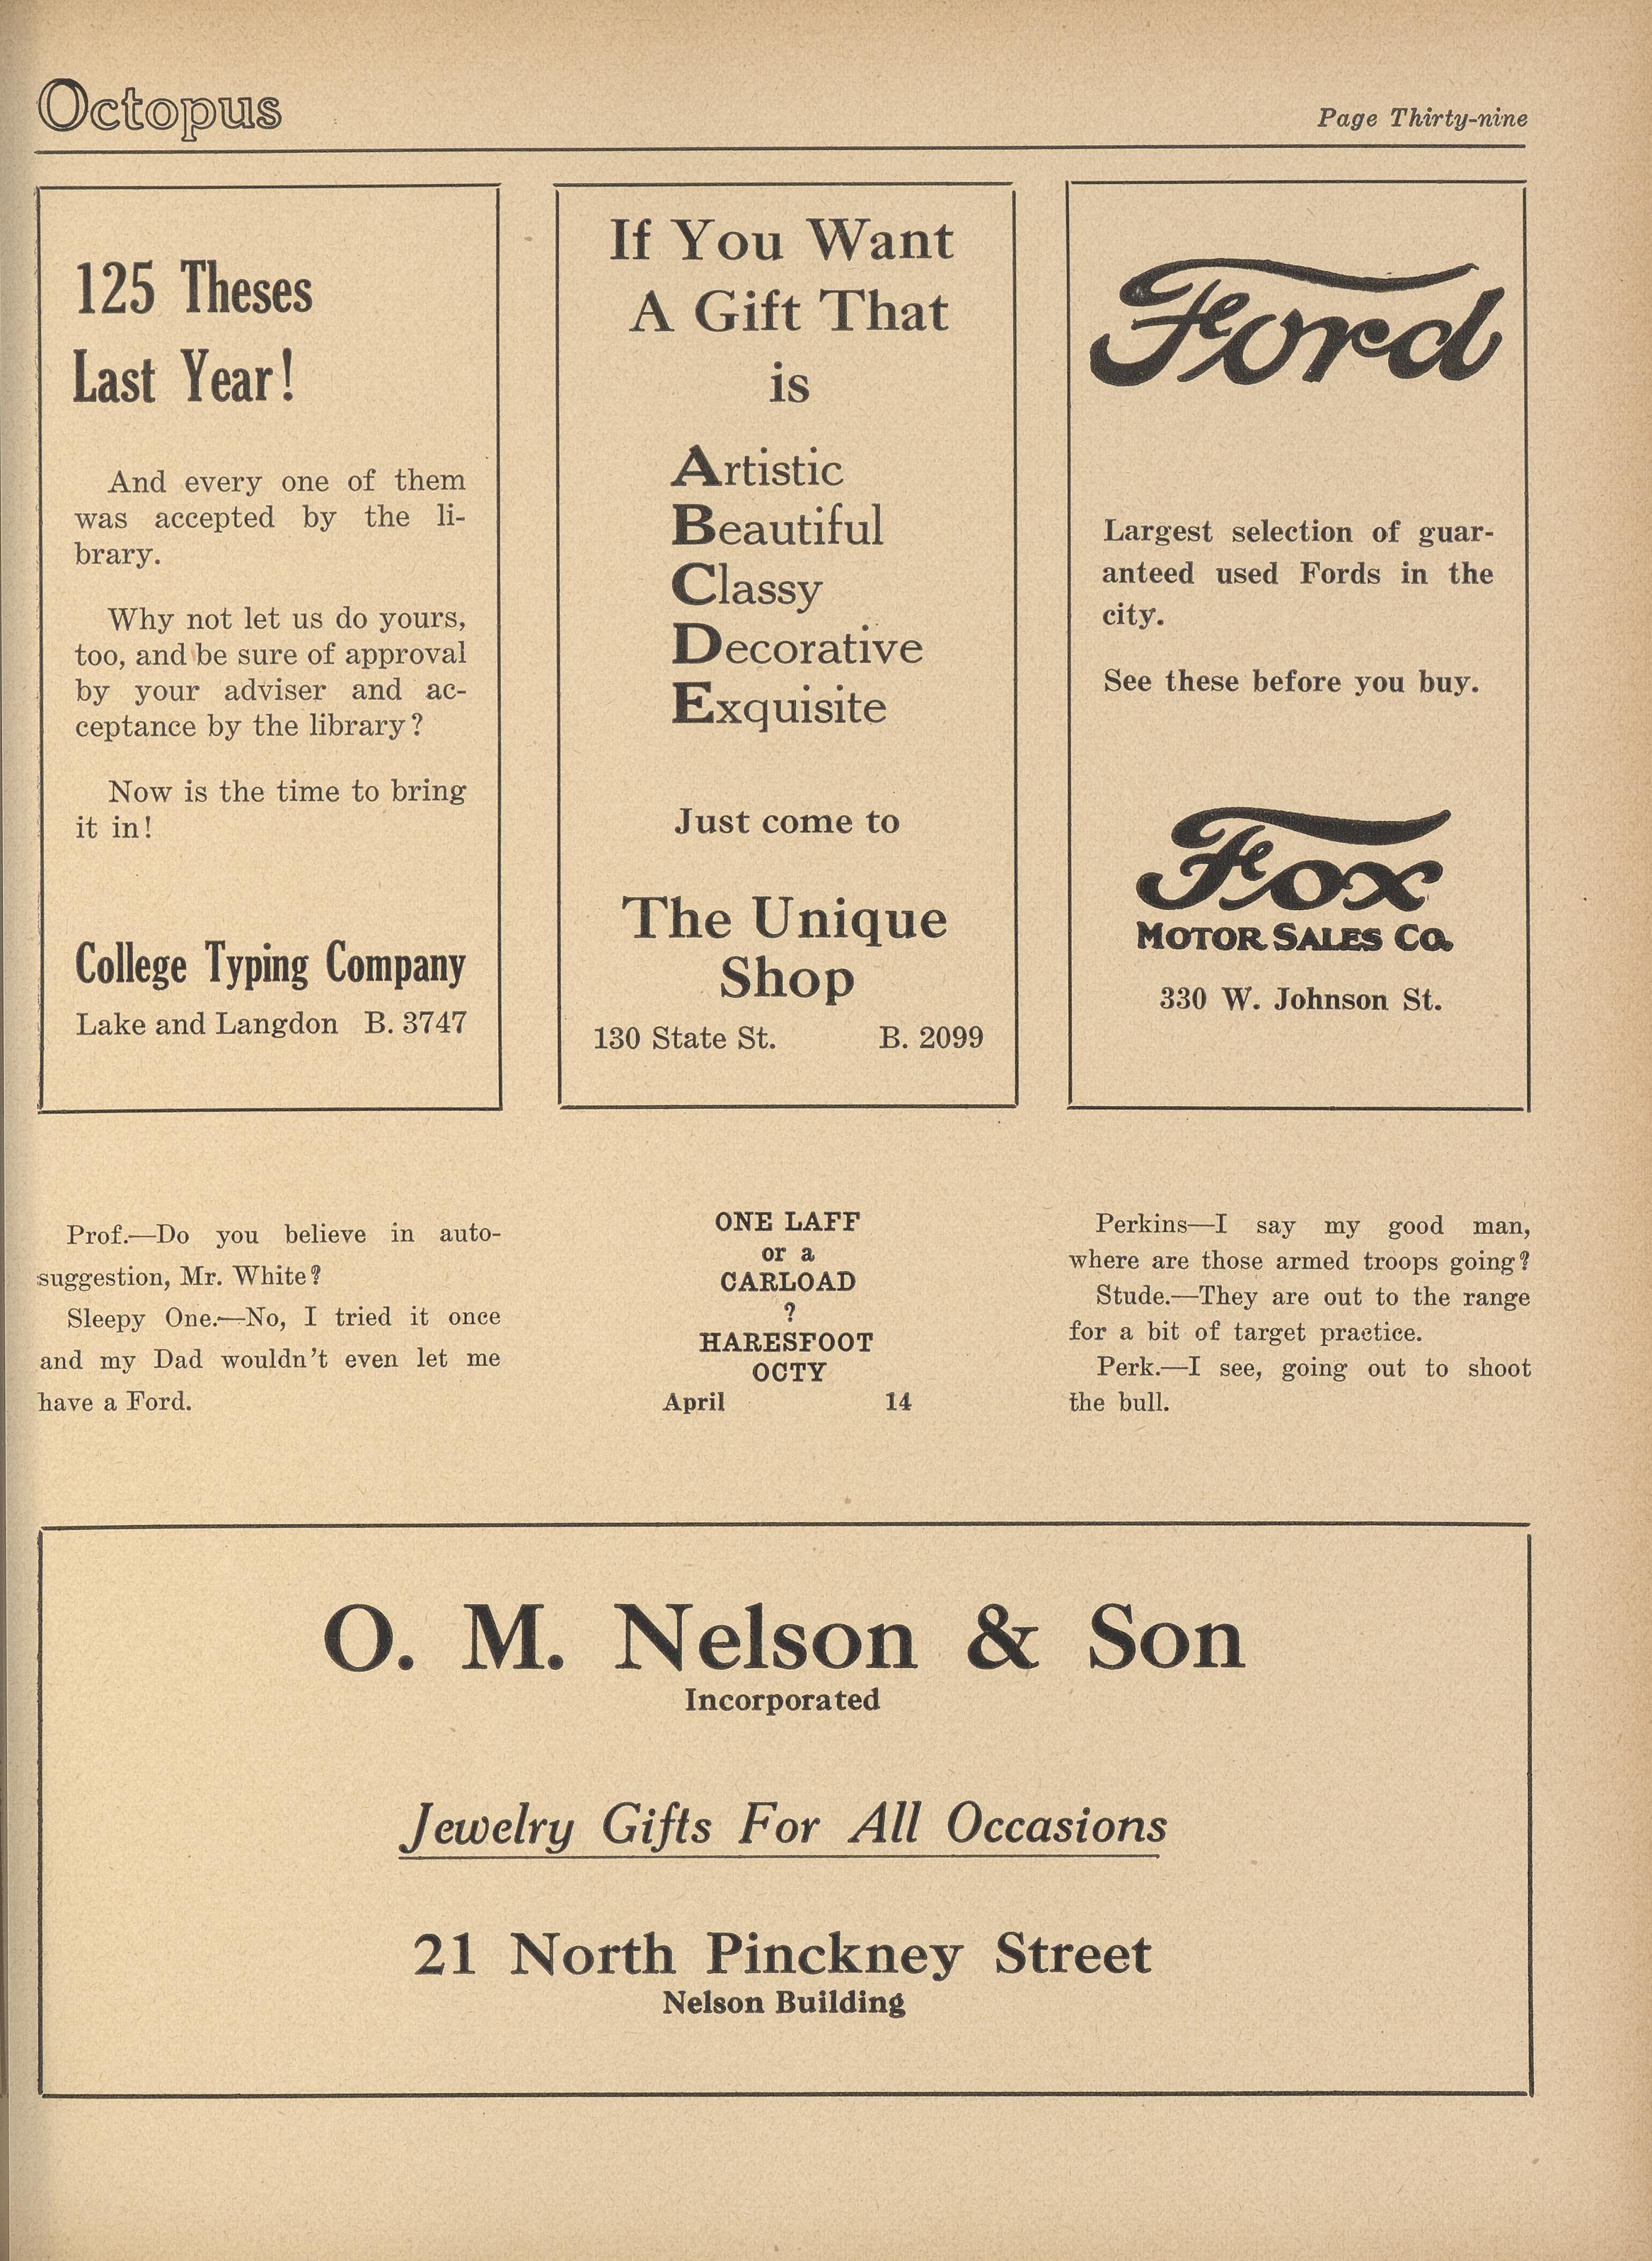 Octopus
Page Thirty-nine
125 Theses
Last Year!
And every one of them
was accepted by the li-
brary.
Why not let us do yours,
too, and be sure of approval
by your adviser and ac-
ceptance by the library?
Now is the time to bring
it in!
College Typing Company
Lake and Langdon B. 3747
If You Want
A Gift That
is
Artistic
Beautiful
Classy
Decorative
Exquisite
Just come to
The Unique
Shop
130 State St. B. 2099
Ford
Largest selection of guar-
anteed used Fords in the
city.
See these before you buy.
Fox
MOTOR SALES CO.
330 W. Johnson St.
Prof.—Do you believe in auto-
suggestion, Mr. White?
Sleepy One.—No, I tried it once
and my Dad wouldn't even let me
have a Ford.
ONE LAFF
or a
CARLOAD
?
HARESFOOT
OCTY
April 14
Perkins—I say my good man,
where are those armed troops going?
Stude.—They are out to the range
for a bit of target practice.
Perk.—I see, going out to shoot
the bull.
O. M. Nelson & Son
Incorporated
Jewelry Gifts For All Occasions
21 North Pinckney Street
Nelson Building